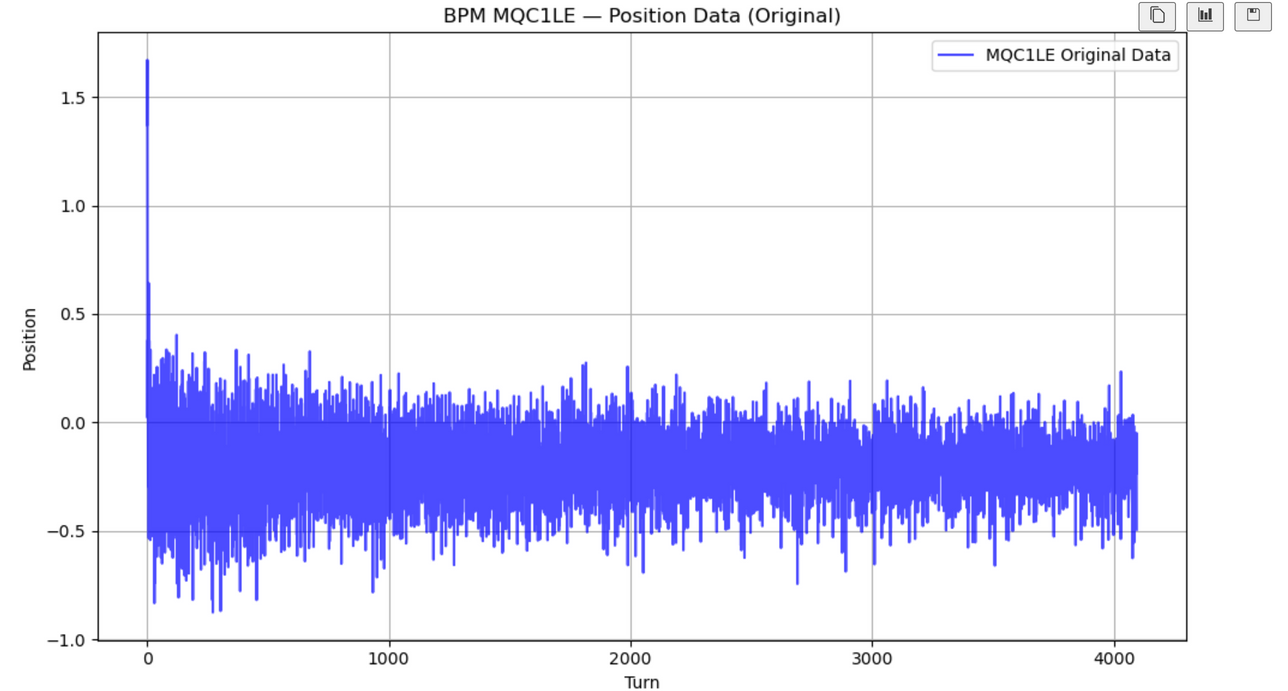 BPM MQC1LE — Position Data (Original)
MQC1LE Original Data
Position
1.5
1.0
0.5
0.0
−0.5
−1.0
0 1000 2000 3000 4000
Turn